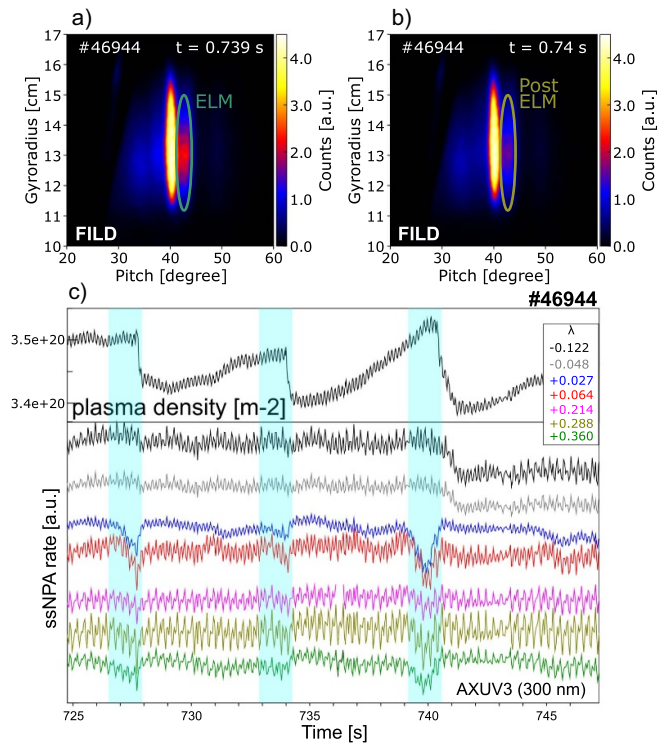 a)
#46944 t = 0.739 s
ELM
FILD
17
16
15
14
13
12
11
10
Gyroradius [cm]
20 30 40 50 60
Pitch [degree]
4.0
3.0
2.0
1.0
0.0
Counts [a.u.]
b)
#46944 t = 0.74 s
Post
ELM
FILD
17
16
15
14
13
12
11
10
Gyroradius [cm]
20 30 40 50 60
Pitch [degree]
4.0
3.0
2.0
1.0
0.0
Counts [a.u.]
c)
#46944
3.5e+20
3.4e+20
plasma density [m-2]
λ
-0.122
-0.048
+0.027
+0.064
+0.214
+0.288
+0.360
ssNPA rate [a.u.]
AXUV3 (300 nm)
725 730 735 740 745
Time [s]